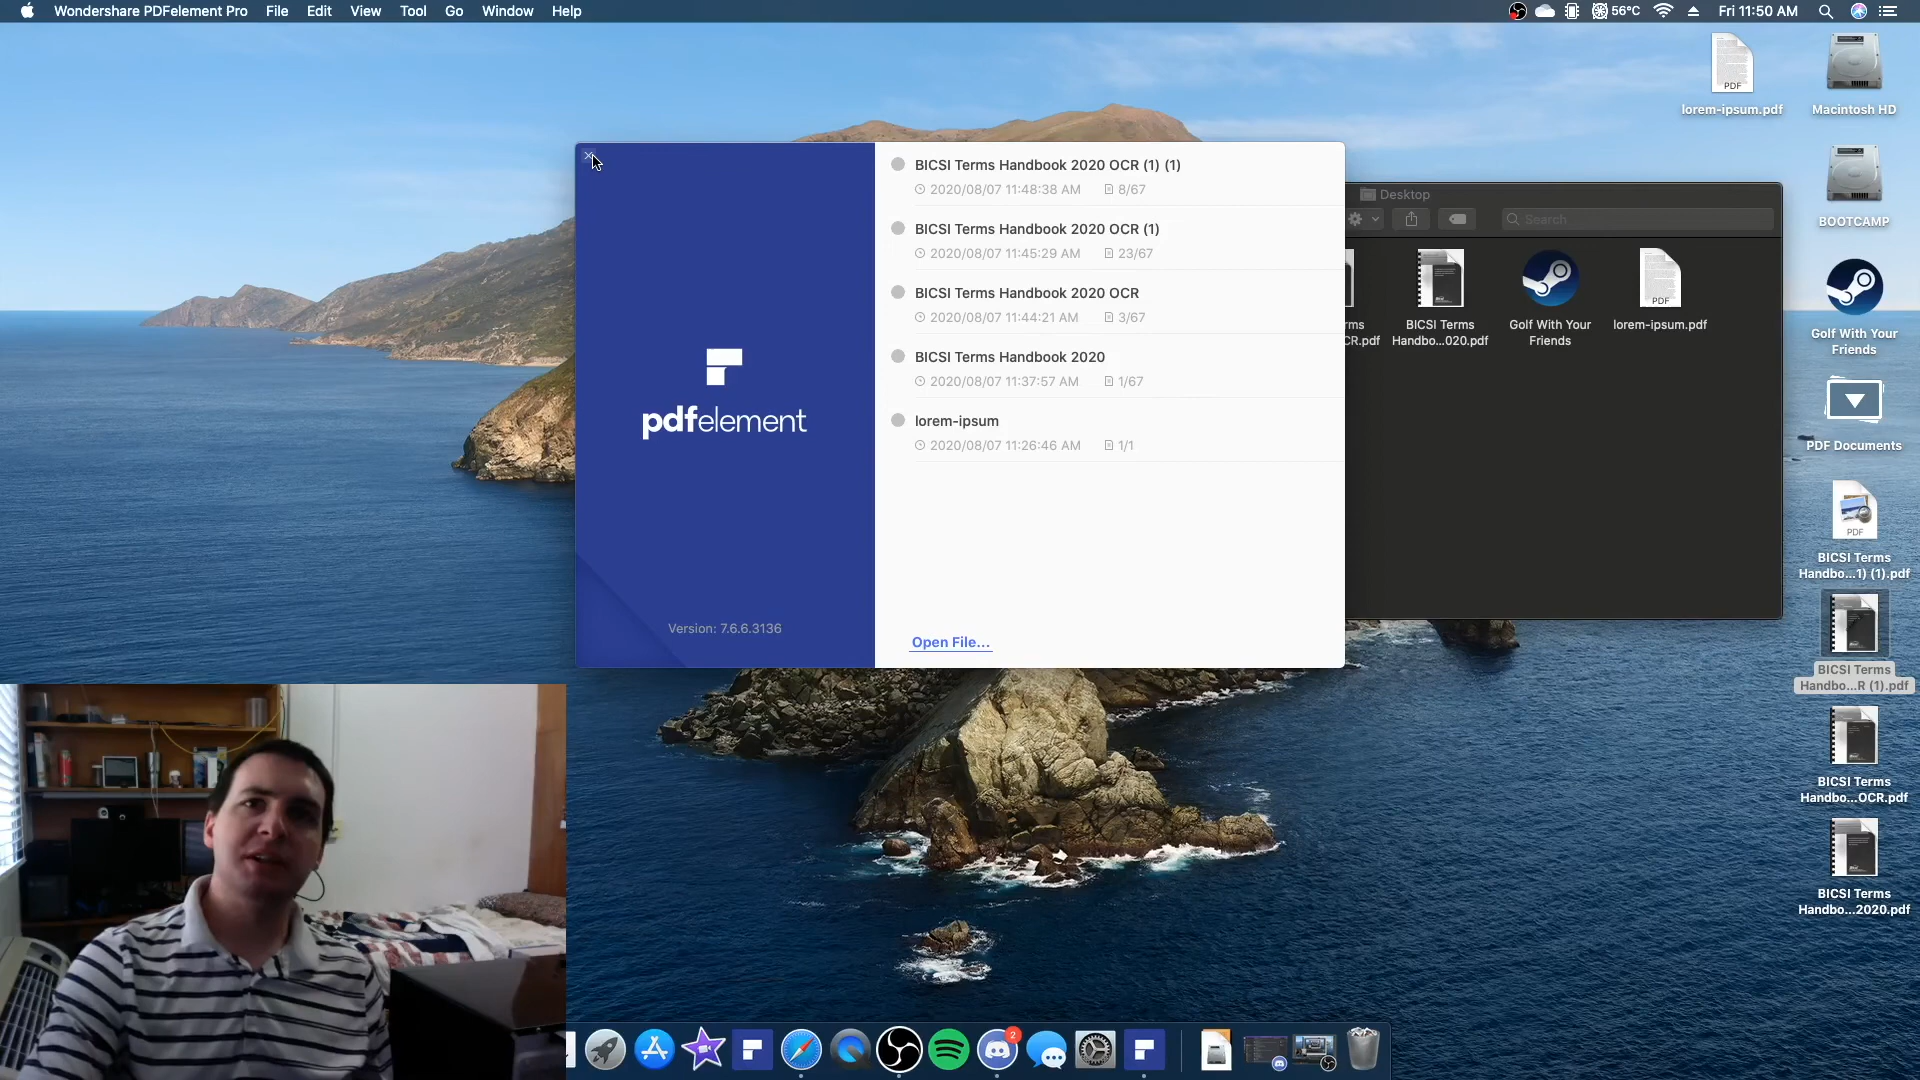 Wondershare PDFelement Pro File Edit View Tool Go Window Help
56°C Fri 11:50 AM
lorem-ipsum.pdf
PDF
Macintosh HD
BOOTCAMP
Golf With Your
Friends
PDF Documents
PDF
BICSI Terms
Handbo...1) (1).pdf
BICSI Terms
Handbo...R (1).pdf
BICSI Terms
Handbo...OCR.pdf
BICSI Terms
Handbo...2020.pdf
pdfelement
Version: 7.6.6.3136
BICSI Terms Handbook 2020 OCR (1) (1)
2020/08/07 11:48:38 AM 8/67
BICSI Terms Handbook 2020 OCR (1)
2020/08/07 11:45:29 AM 23/67
BICSI Terms Handbook 2020 OCR
2020/08/07 11:44:21 AM 3/67
BICSI Terms Handbook 2020
2020/08/07 11:37:57 AM 1/67
lorem-ipsum
2020/08/07 11:26:46 AM 1/1
Open File...
Desktop
Search
rms
CR.pdf
BICSI Terms
Handbo...020.pdf
Golf With Your
Friends
PDF
lorem-ipsum.pdf
2